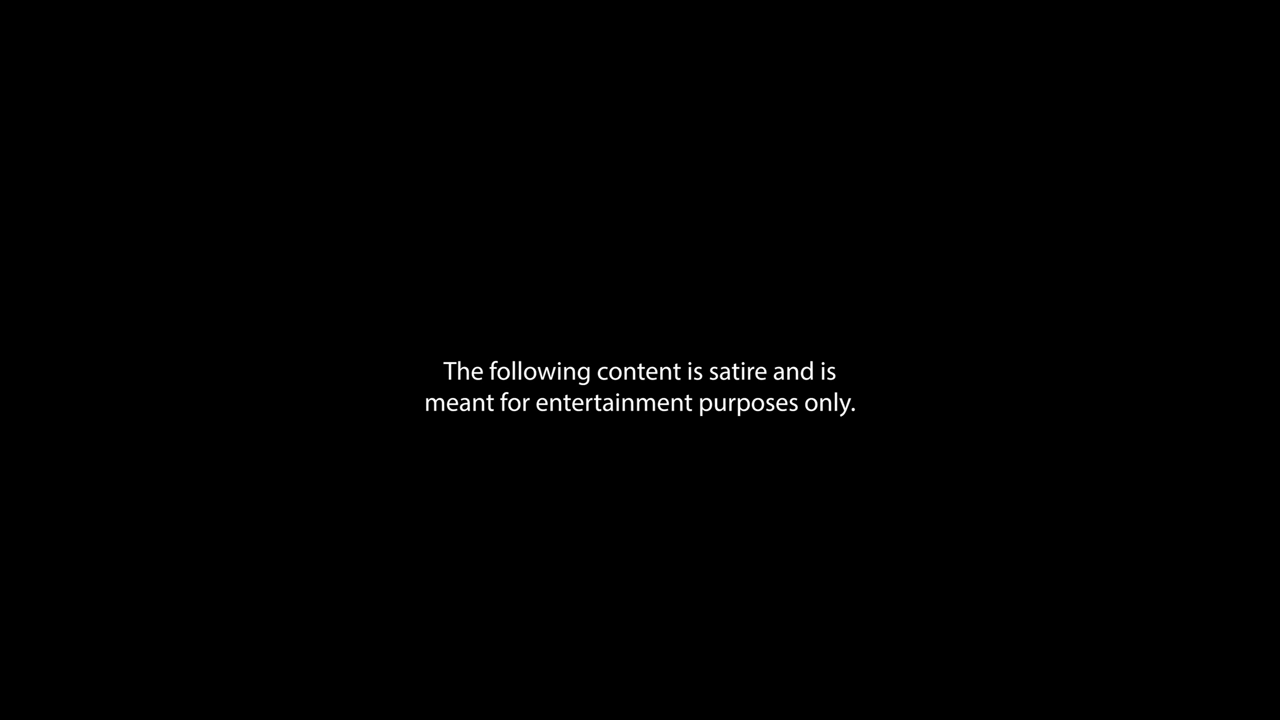 The following content is satire and is
meant for entertainment purposes only.